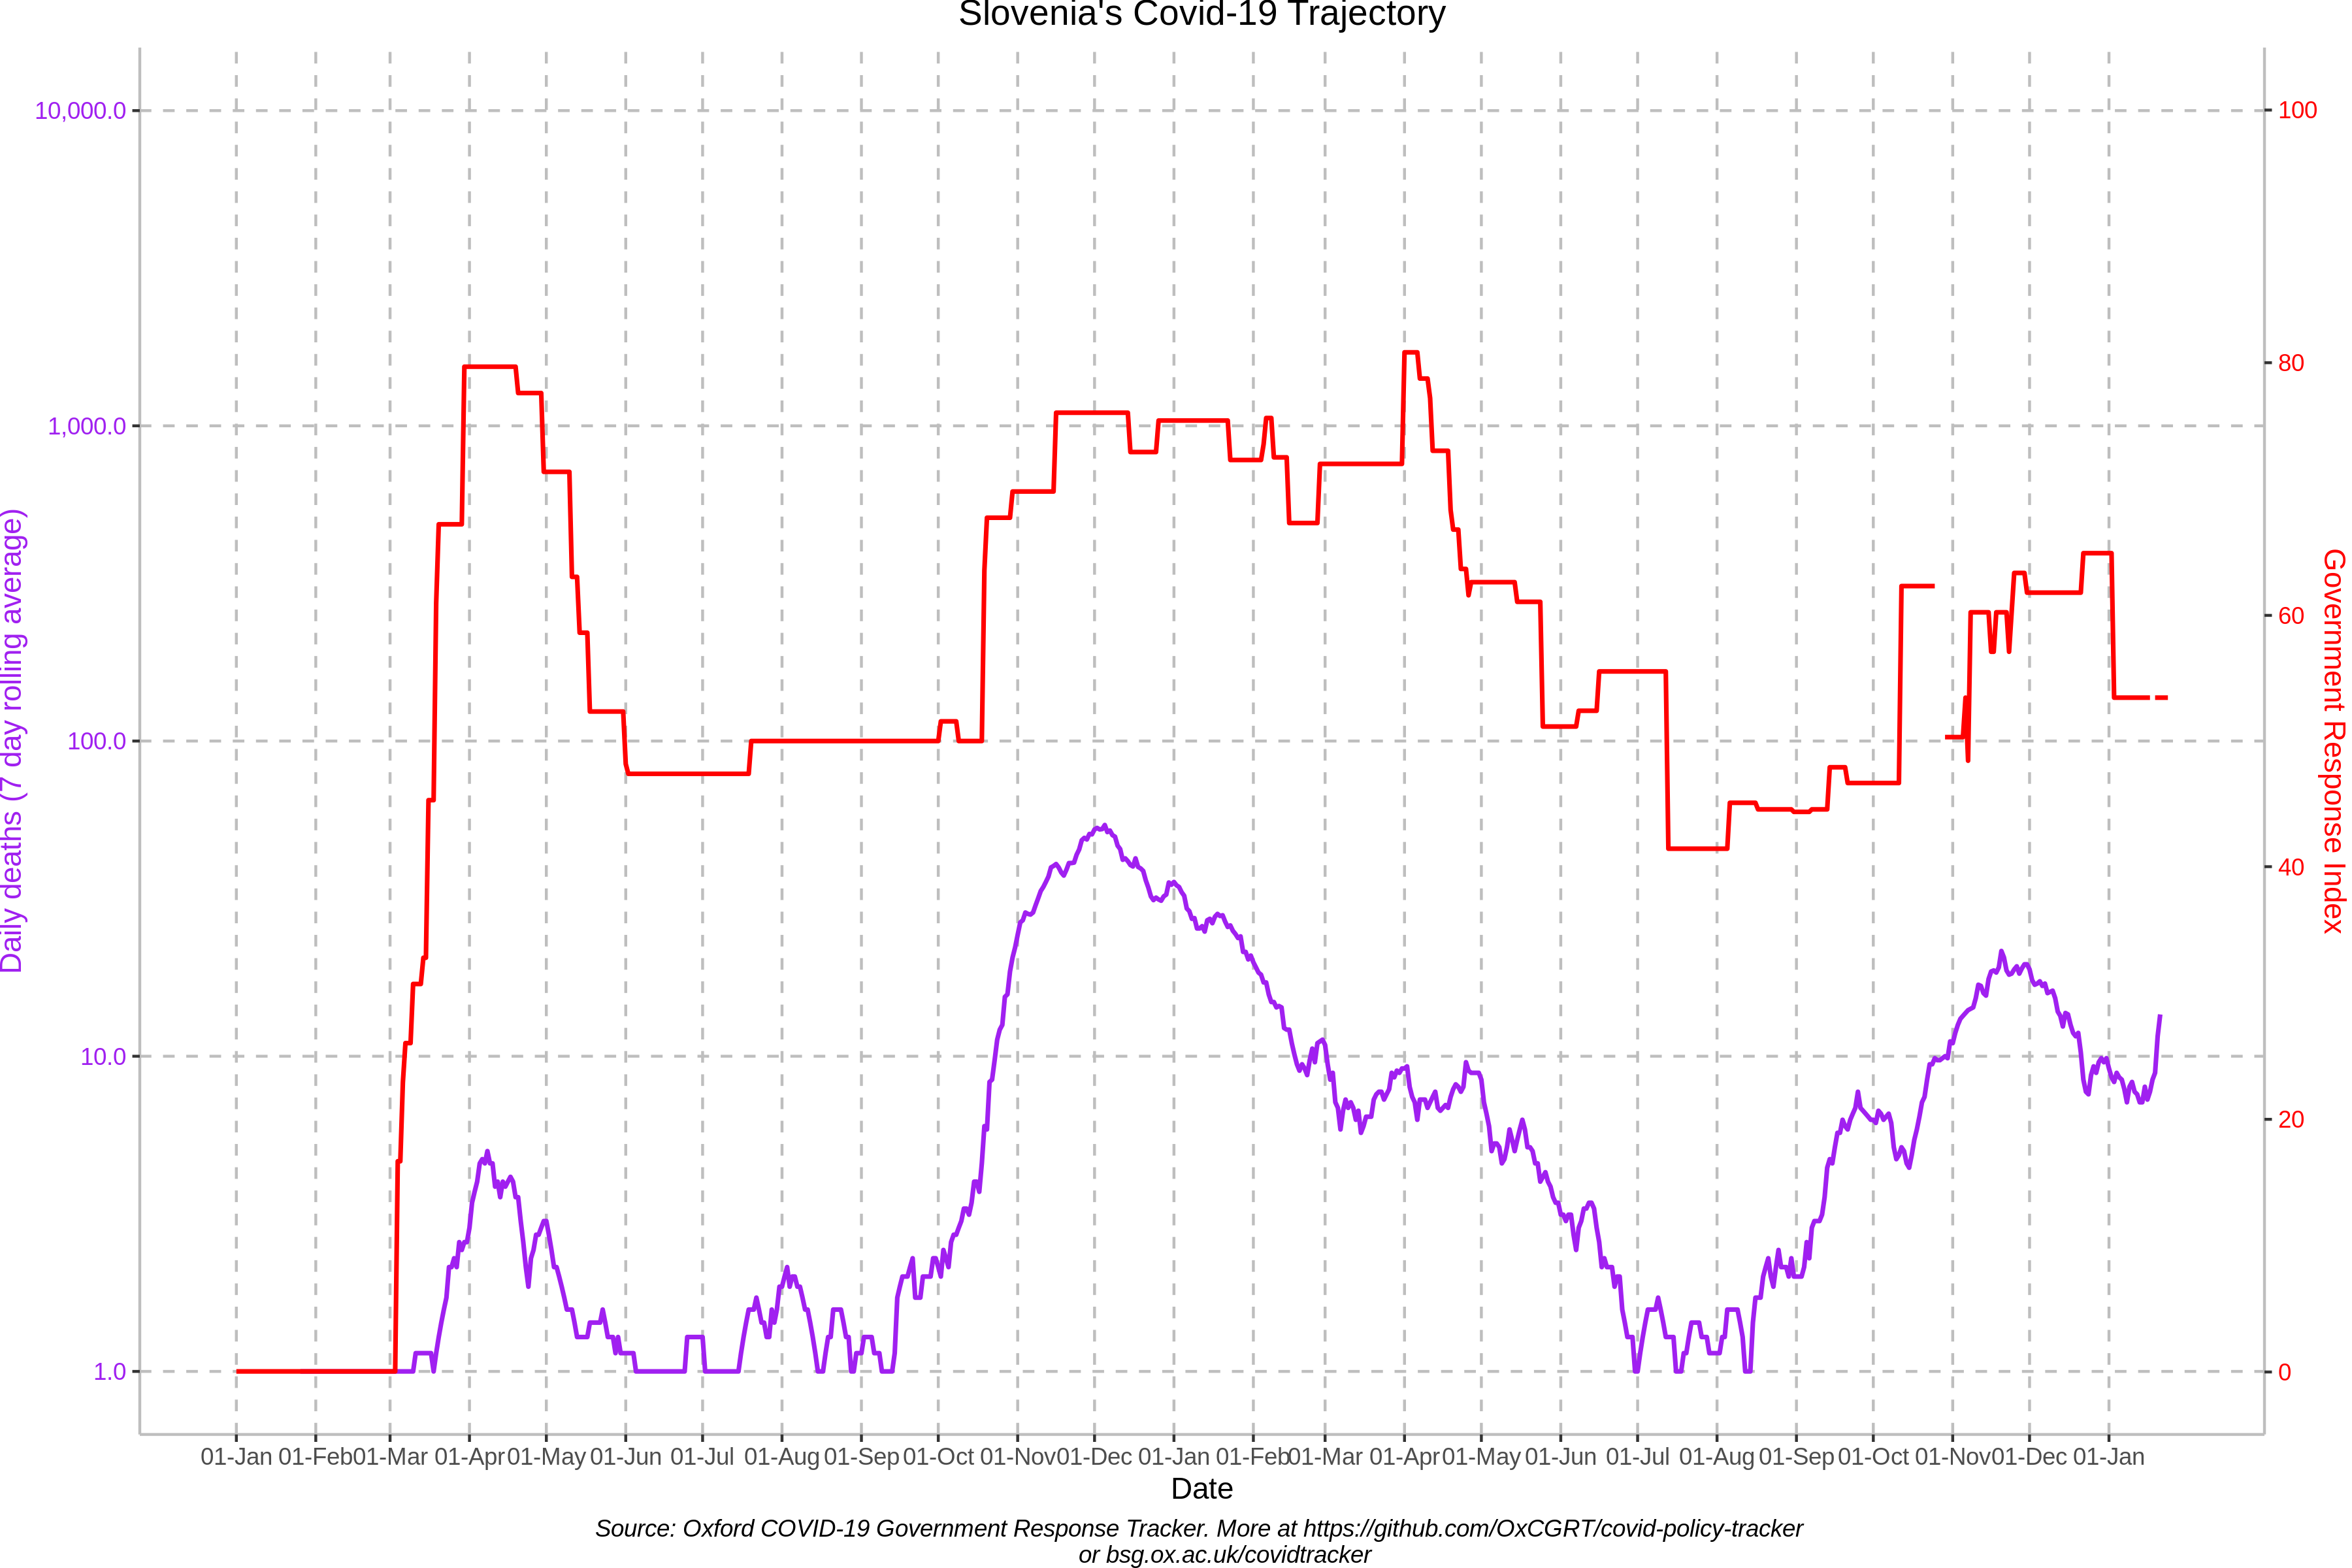 Slovenia's Covid-19 Trajectory
10,000.0
1,000.0
100.0
10.0
1.0
Daily deaths (7 day rolling average)
100
80
60
40
20
0
Government Response Index
01-Jan 01-Feb 01-Mar 01-Apr 01-May 01-Jun 01-Jul 01-Aug 01-Sep 01-Oct 01-Nov 01-Dec 01-Jan 01-Feb 01-Mar 01-Apr 01-May 01-Jun 01-Jul 01-Aug 01-Sep 01-Oct 01-Nov 01-Dec 01-Jan
Date
Source: Oxford COVID-19 Government Response Tracker. More at https://github.com/OxCGRT/covid-policy-tracker
or bsg.ox.ac.uk/covidtracker